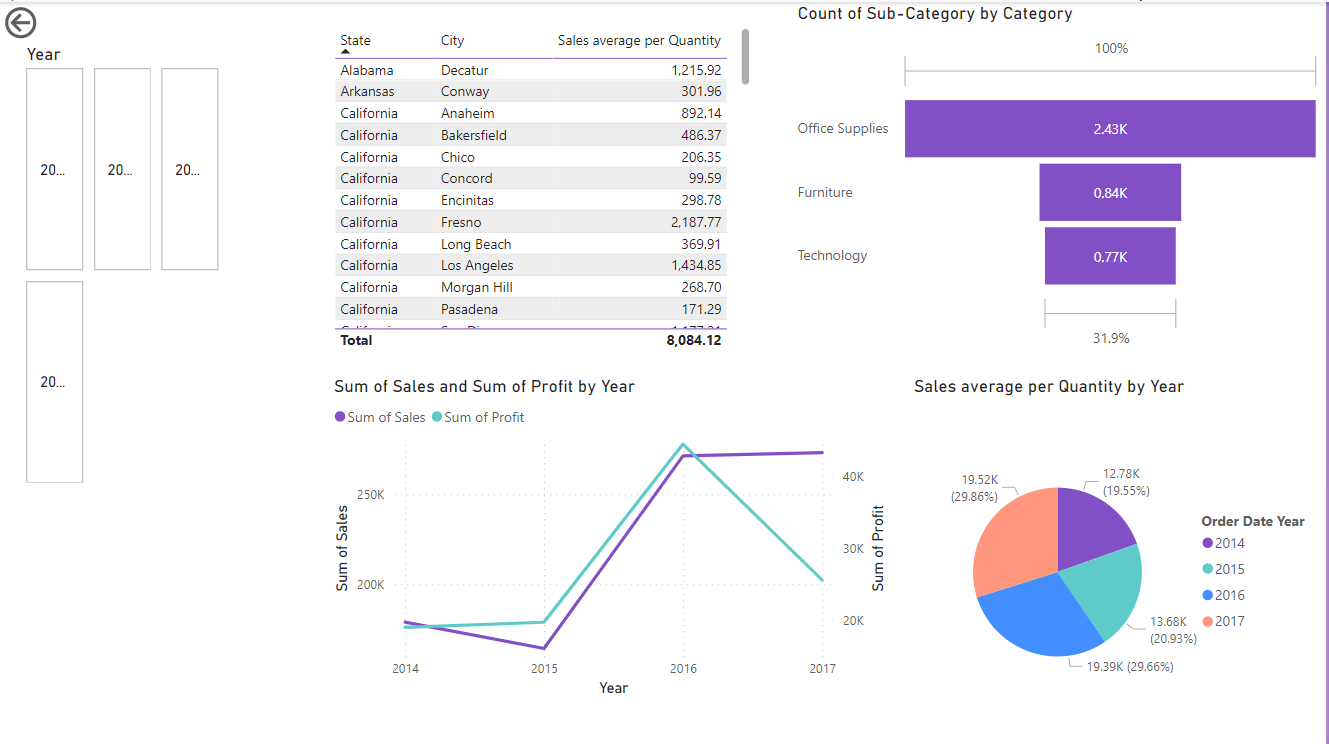 Year
20...
20...
20...
20...
State City Sales average per Quantity
Alabama Decatur 1,215.92
Arkansas Conway 301.96
California Anaheim 892.14
California Bakersfield 486.37
California Chico 206.35
California Concord 99.59
California Encinitas 298.78
California Fresno 2,187.77
California Long Beach 369.91
California Los Angeles 1,434.85
California Morgan Hill 268.70
California Pasadena 171.29
Total 8,084.12
Count of Sub-Category by Category
100%
Office Supplies 2.43K
Furniture 0.84K
Technology 0.77K
31.9%
Sum of Sales and Sum of Profit by Year
Sum of Sales Sum of Profit
Sum of Sales
250K
200K
40K
30K
20K
Sum of Profit
2014 2015 2016 2017
Year
Sales average per Quantity by Year
12.78K
(19.55%)
13.68K
(20.93%)
19.39K (29.66%)
19.52K
(29.86%)
Order Date Year
2014
2015
2016
2017